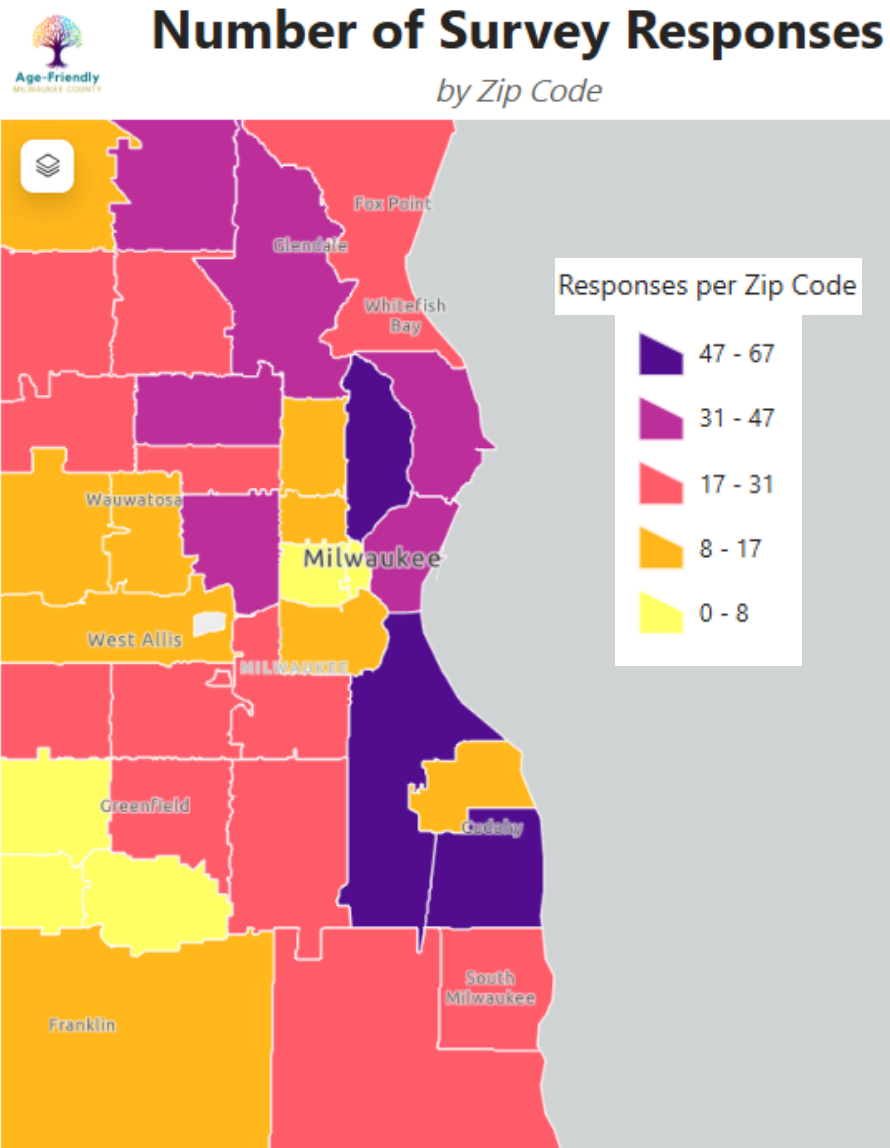 Number of Survey Responses
by Zip Code
Age-Friendly
MILWAUKEE COUNTY
Fox Point
Glendale
Responses per Zip Code
Whitefish
Bay
47 - 67
31 - 47
17 - 31
8 - 17
0 - 8
Wauwatosa
Milwaukee
West Allis
MILWAUKEE
Greenfield
Cudahy
South
Milwaukee
Franklin